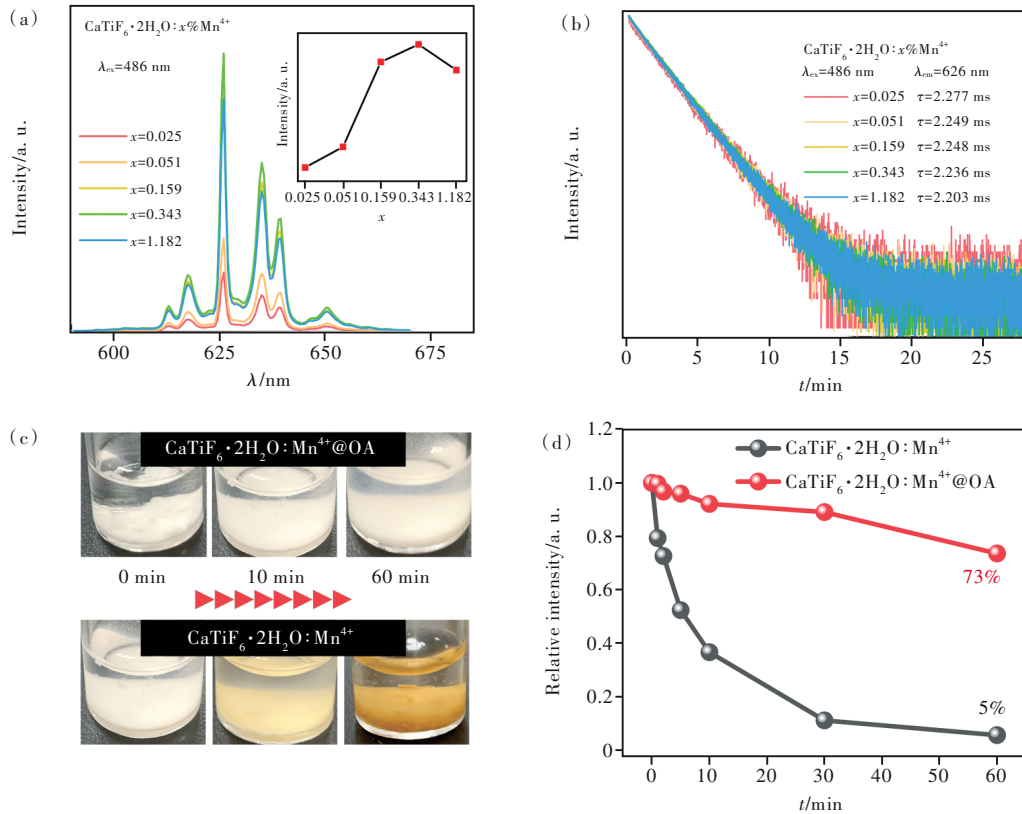 (a)
CaTiF₆·2H₂O:x%Mn⁴⁺
λex=486 nm
x=0.025
x=0.051
x=0.159
x=0.343
x=1.182
Intensity/a. u.
0.025 0.051 0.159 0.343 1.182
x
Intensity/a. u.
600 625 650 675
λ/nm
(b)
CaTiF₆·2H₂O:x%Mn⁴⁺
λex=486 nm λem=626 nm
x=0.025 τ=2.277 ms
x=0.051 τ=2.249 ms
x=0.159 τ=2.248 ms
x=0.343 τ=2.236 ms
x=1.182 τ=2.203 ms
Intensity/a. u.
0 5 10 15 20 25
t/min
(c)
CaTiF₆·2H₂O:Mn⁴⁺@OA
0 min 10 min 60 min
CaTiF₆·2H₂O:Mn⁴⁺
(d)
CaTiF₆·2H₂O:Mn⁴⁺
CaTiF₆·2H₂O:Mn⁴⁺@OA
1.2
1.0
0.8
0.6
0.4
0.2
0
Relative intensity/a. u.
73%
5%
0 10 20 30 40 50 60
t/min